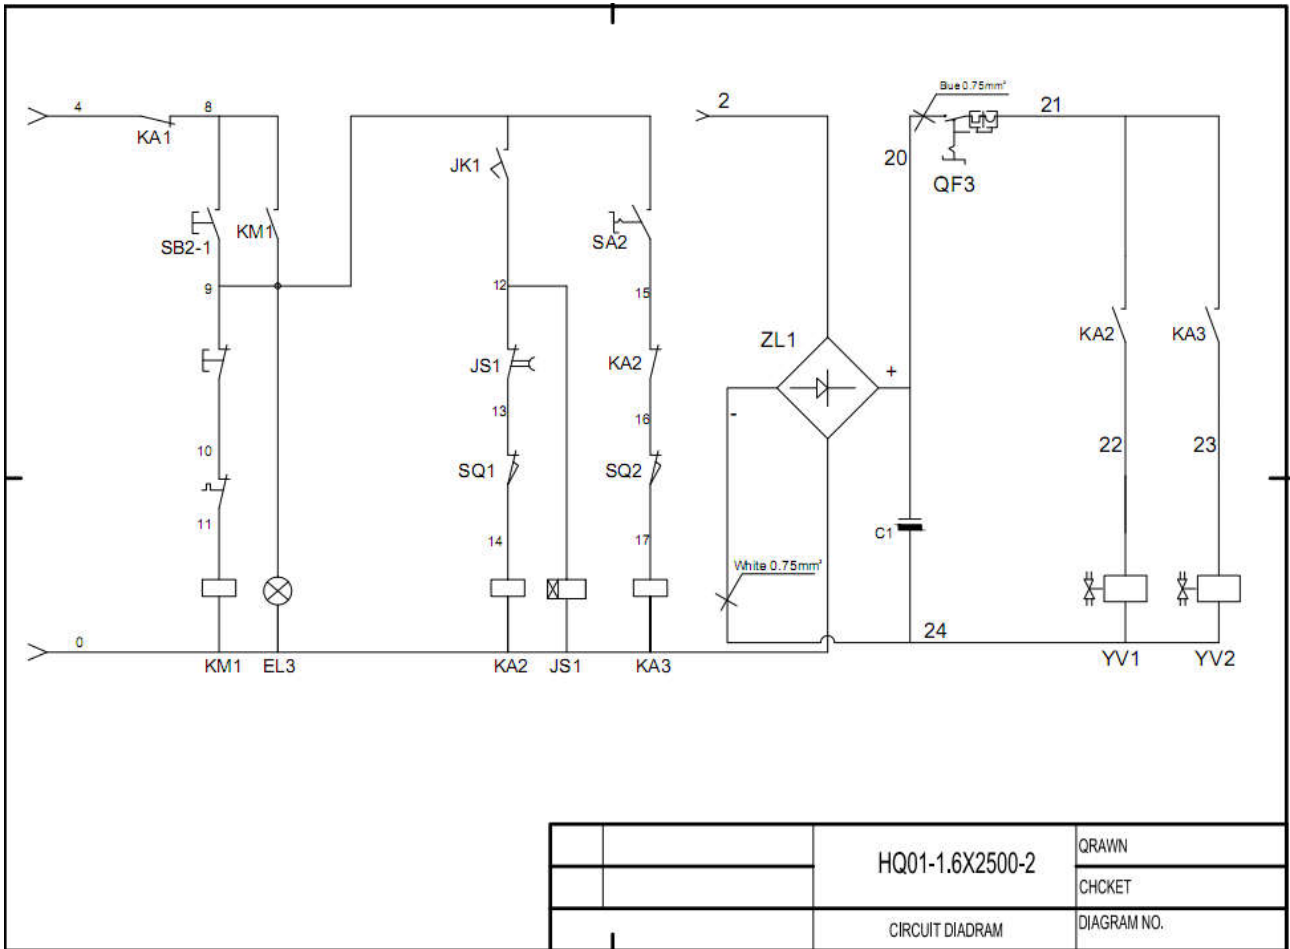 Bue 0.75mm²
4
8
2
21
KA1
JK1
20
QF3
SB2-1
KM1
SA2
9
12
15
ZL1
KA2
KA3
JS1
KA2
+
13
16
-
10
22
23
SQ1
SQ2
11
14
17
C1
White 0.75mm²
0
24
KM1
EL3
KA2
JS1
KA3
YV1
YV2
HQ01-1.6X2500-2
QRAWN
CHCKET
CIRCUIT DIADRAM
DIAGRAM NO.